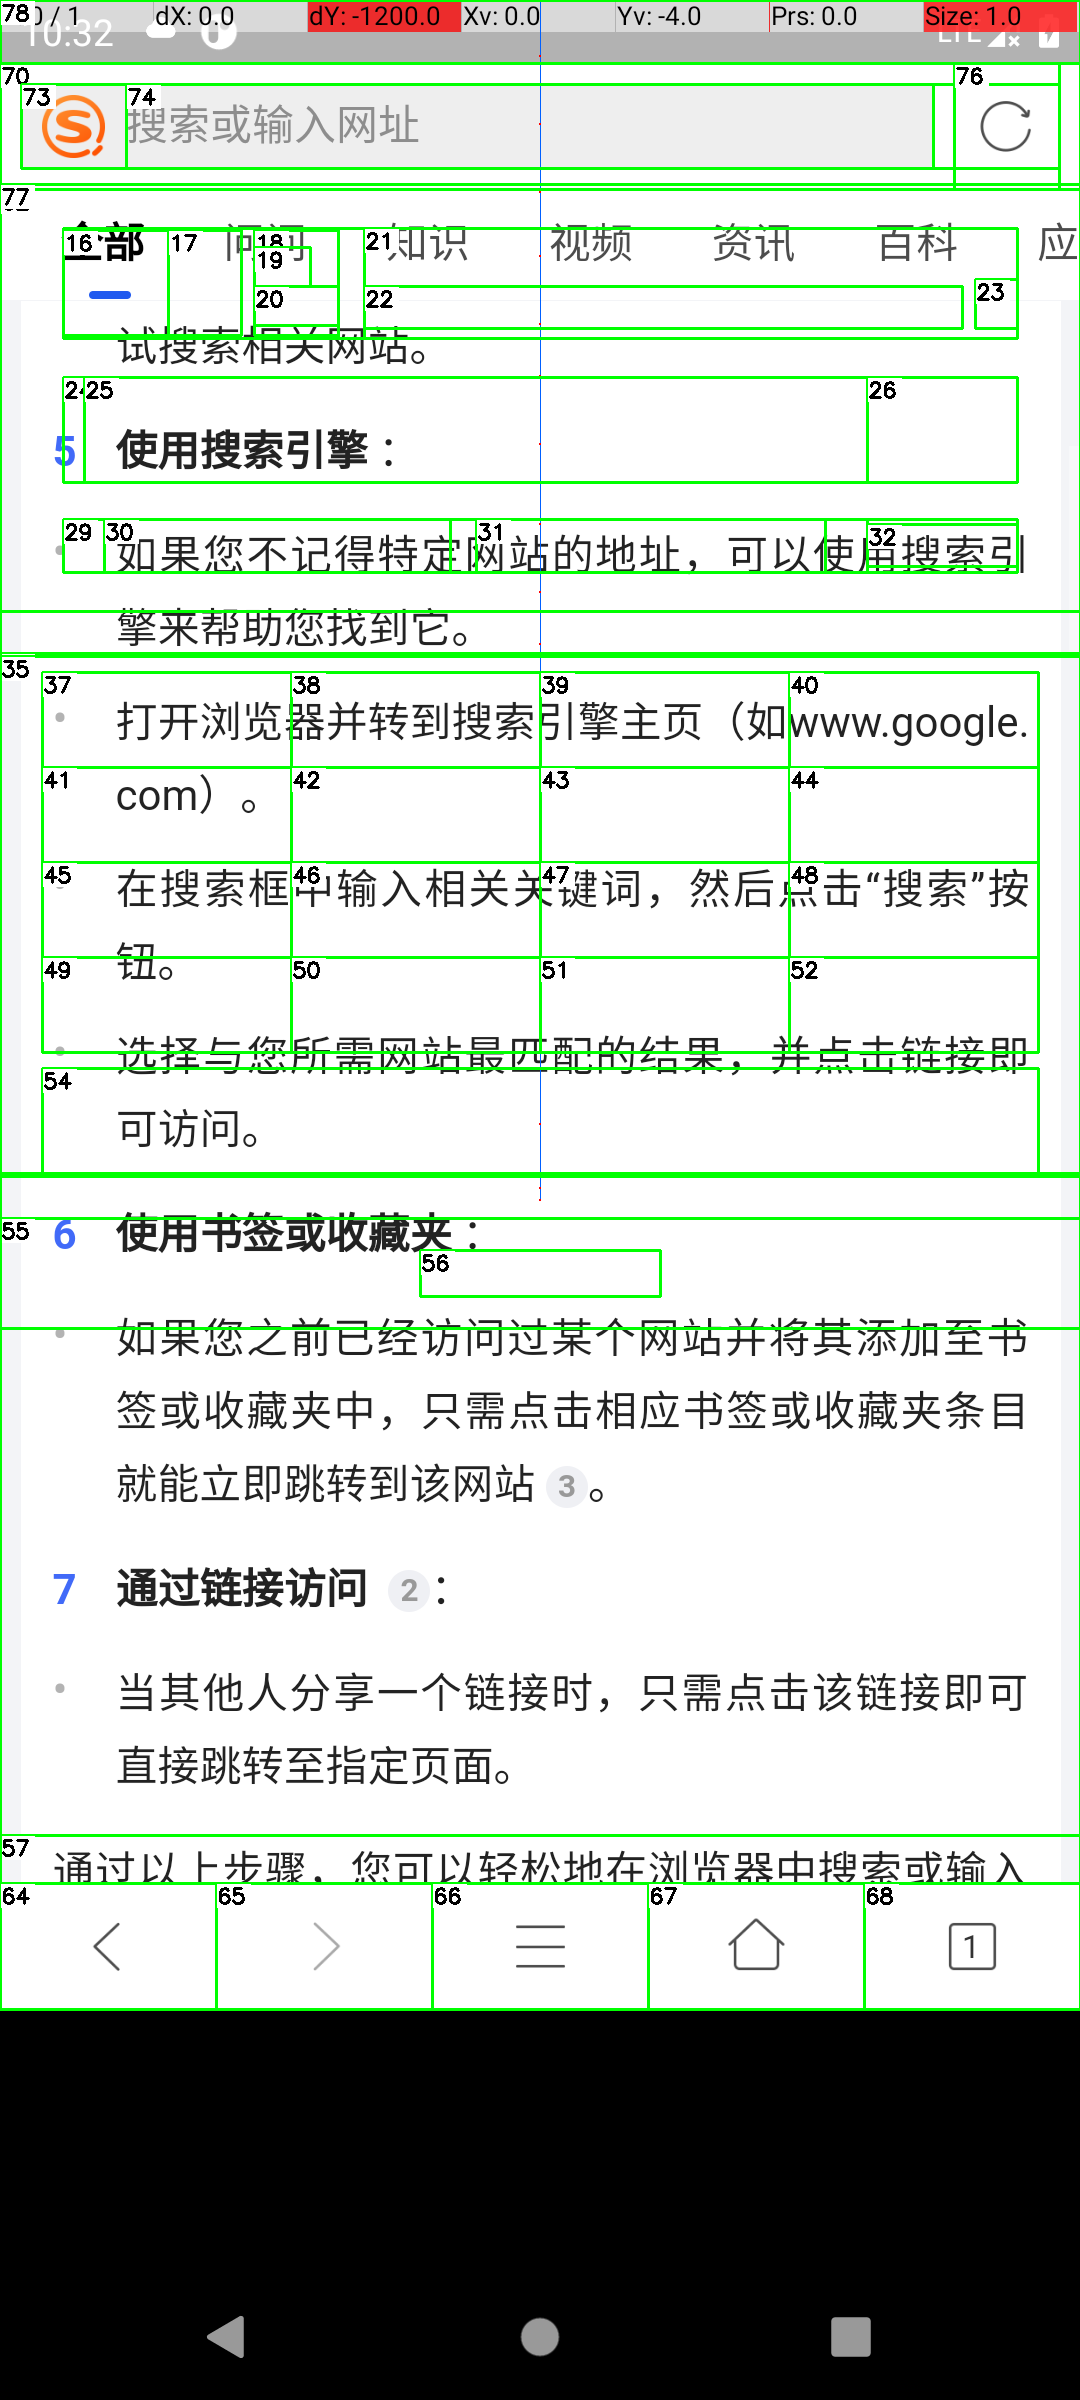 0 / 1 dX: 0.0 dY: -1200.0 Xv: 0.0 Yv: -4.0 Prs: 0.0 Size: 1.0
78
10:32 LTE
70
73 74 76
搜索或输入网址
77
全部 问问 知识 视频 资讯 百科 应
16 17 18 21
19
20 22 23
试搜索相关网站。
24 25 26
5 使用搜索引擎：
29 30 31 32
如果您不记得特定网站的地址，可以使用搜索引
擎来帮助您找到它。
35
37 38 39 40
打开浏览器并转到搜索引擎主页（如www.google.
41 42 43 44
com）。
45 46 47 48
在搜索框中输入相关关键词，然后点击“搜索”按
钮。
49 50 51 52
选择与您所需网站最匹配的结果，并点击链接即
54
可访问。
55
6 使用书签或收藏夹：
56
如果您之前已经访问过某个网站并将其添加至书
签或收藏夹中，只需点击相应书签或收藏夹条目
就能立即跳转到该网站 3。
7 通过链接访问 2：
当其他人分享一个链接时，只需点击该链接即可
直接跳转至指定页面。
57
通过以上步骤，您可以轻松地在浏览器中搜索或输入
64 65 66 67 68
1